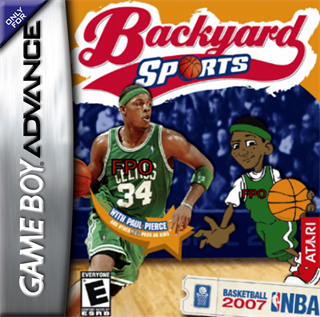 ONLY FOR
GAME BOY ADVANCE
Backyard
SPORTS
FPO
CELTICS
34
FPO
WITH PAUL PIERCE
ATARI
EVERYONE
E
ESRB
BASKETBALL
2007
NBA